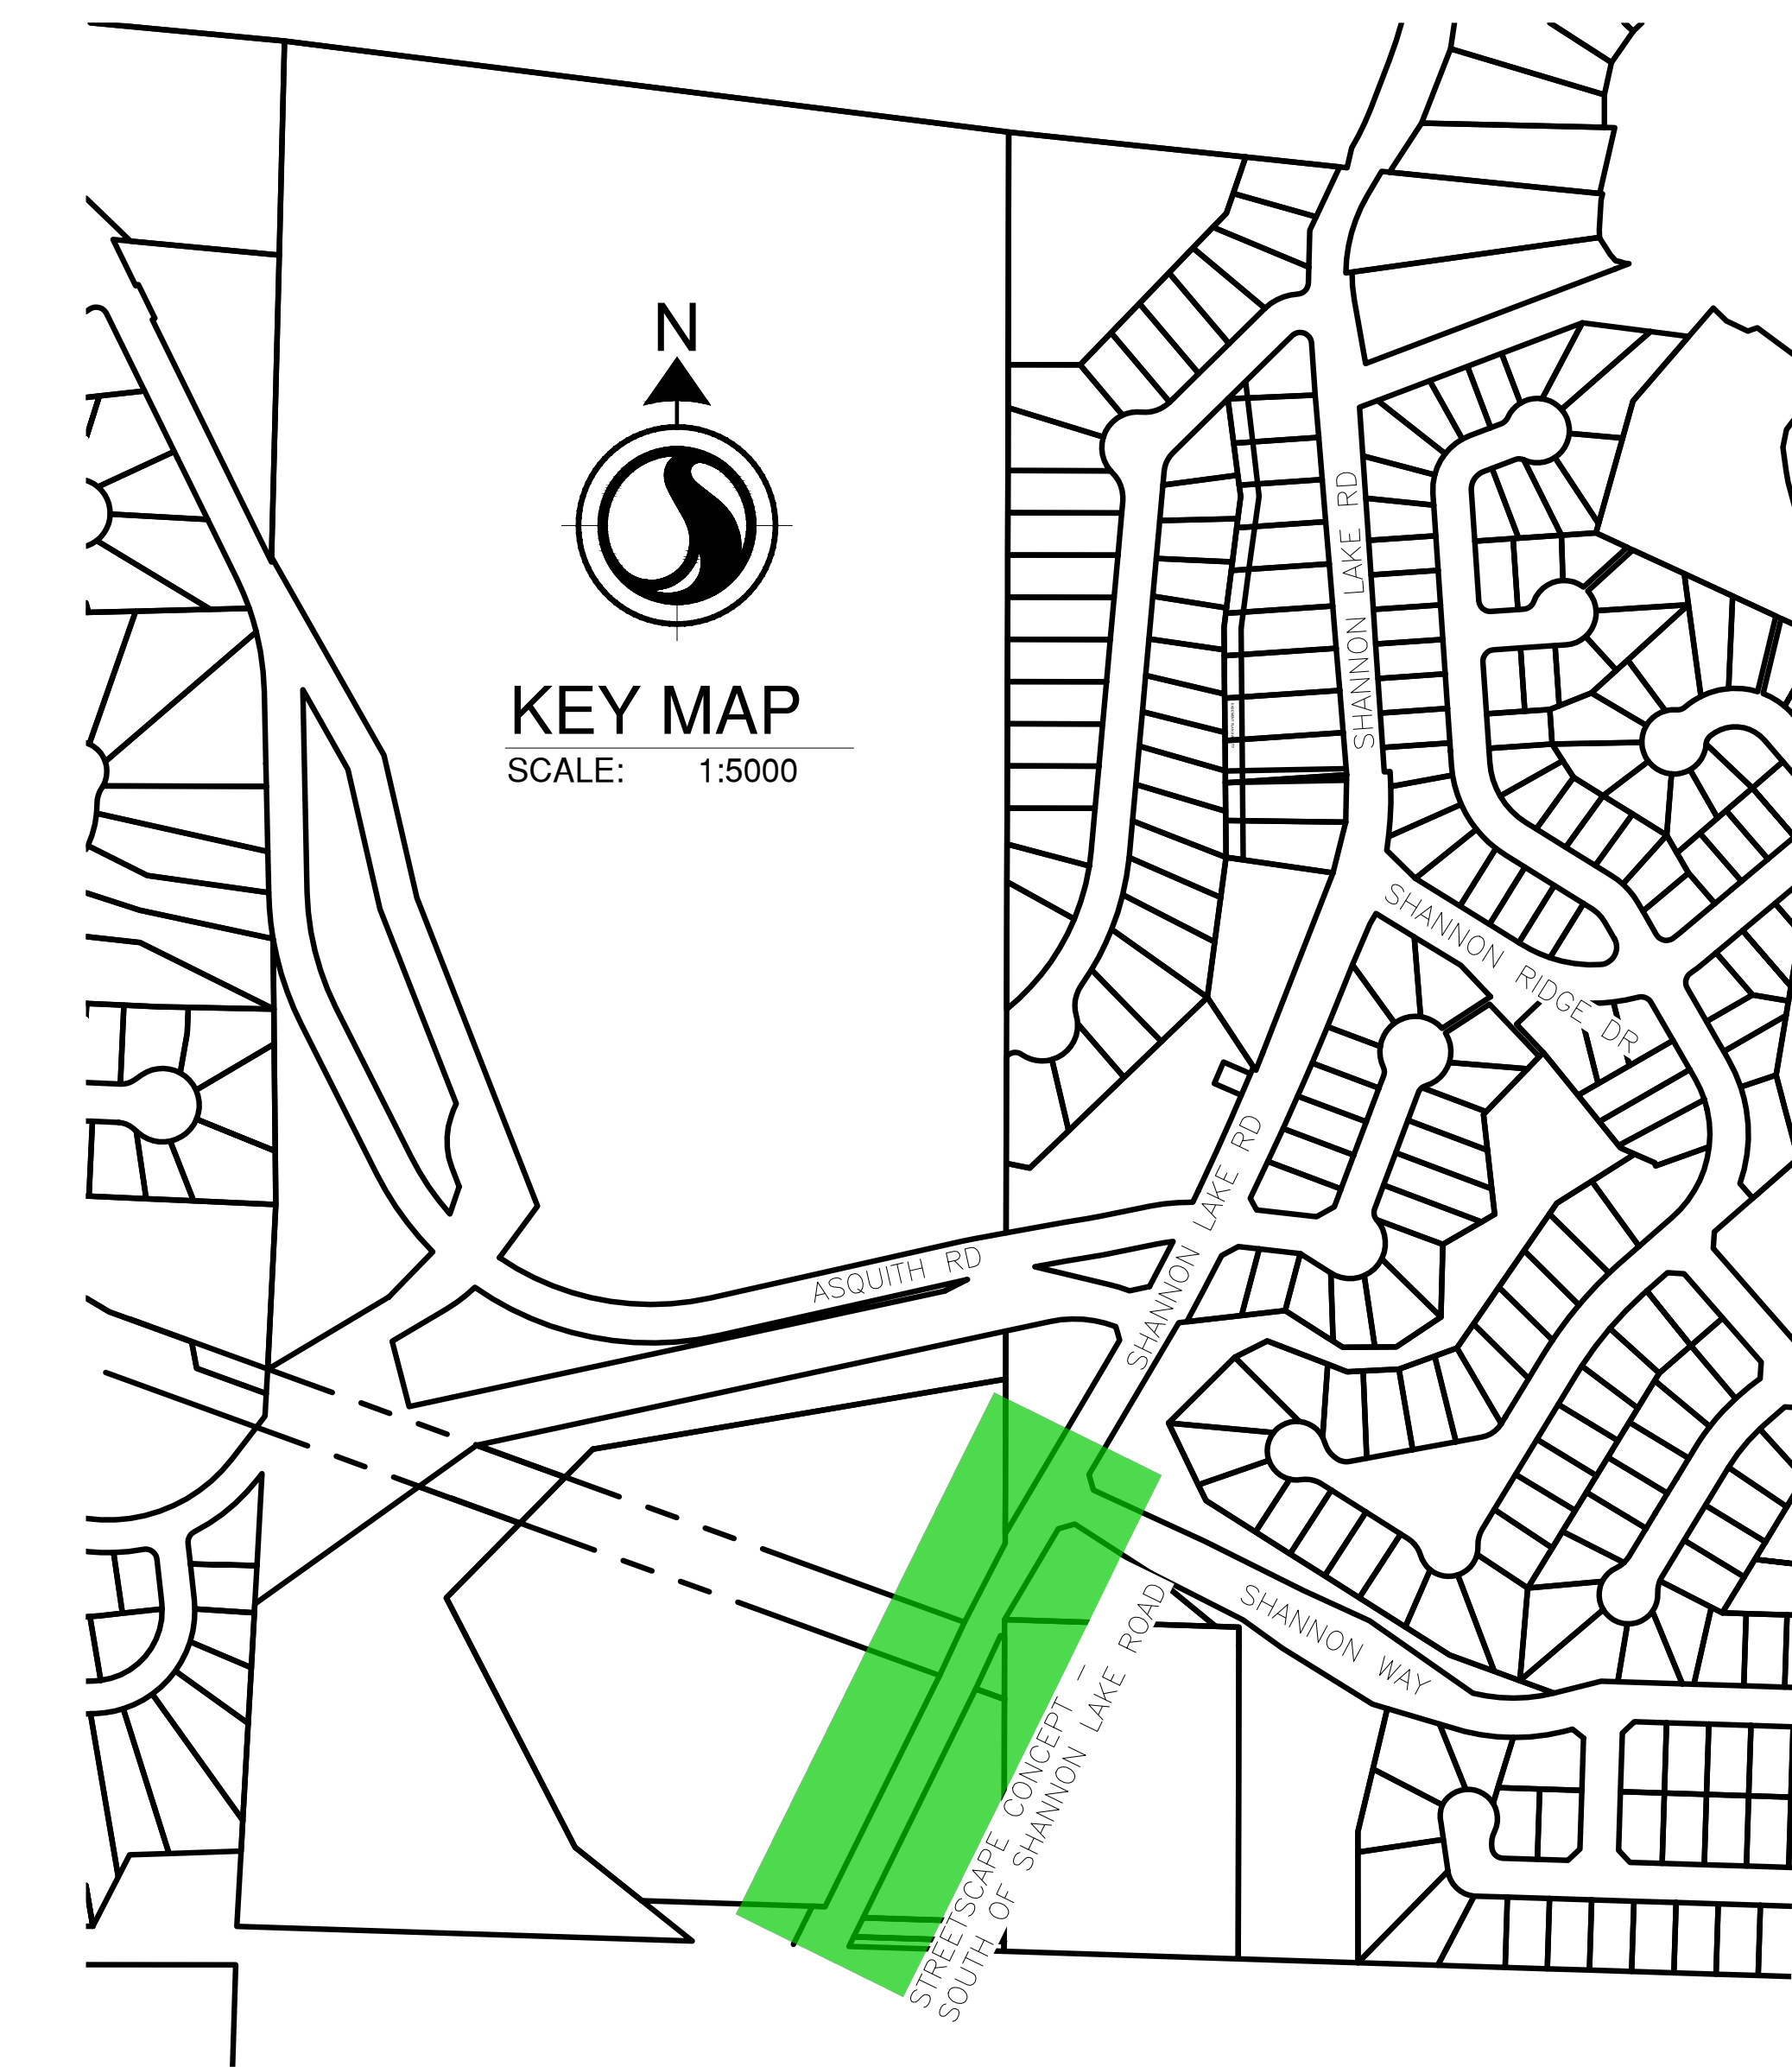 N
KEY MAP
SCALE: 1:5000
SHANNON LAKE RD
SHANNON RIDGE DR
SHANNON LAKE RD
ASQUITH RD
SHANNON WAY
STREETSCAPE CONCEPT –
SOUTH OF SHANNON LAKE ROAD